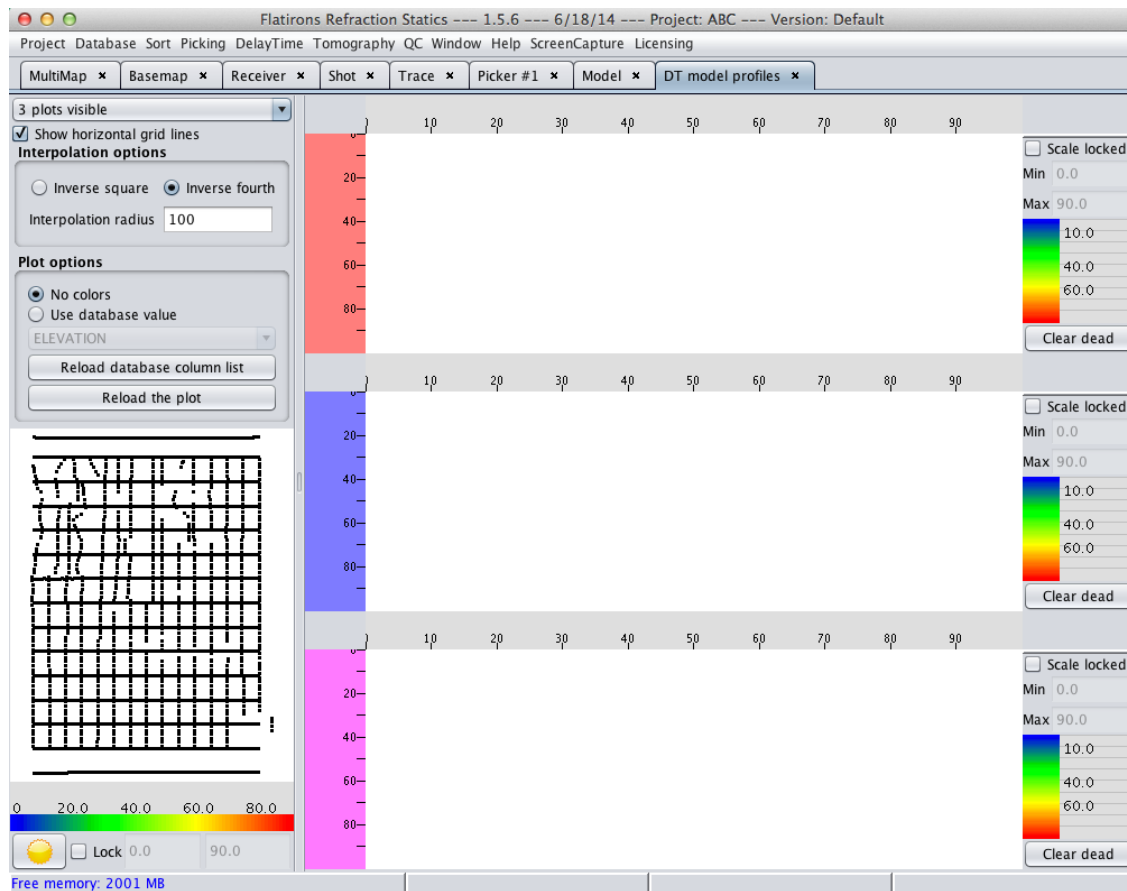 Flatirons Refraction Statics --- 1.5.6 --- 6/18/14 --- Project: ABC --- Version: Default
Project Database Sort Picking DelayTime Tomography QC Window Help ScreenCapture Licensing
MultiMap × Basemap × Receiver × Shot × Trace × Picker #1 × Model × DT model profiles ×
3 plots visible
Show horizontal grid lines
Interpolation options
Inverse square Inverse fourth
Interpolation radius 100
Plot options
No colors
Use database value
ELEVATION
Reload database column list
Reload the plot
0 20.0 40.0 60.0 80.0
Lock 0.0 90.0
0 10 20 30 40 50 60 70 80 90
0
20
40
60
80
Scale locked
Min 0.0
Max 90.0
10.0
40.0
60.0
Clear dead
0 10 20 30 40 50 60 70 80 90
0
20
40
60
80
Scale locked
Min 0.0
Max 90.0
10.0
40.0
60.0
Clear dead
0 10 20 30 40 50 60 70 80 90
0
20
40
60
80
Scale locked
Min 0.0
Max 90.0
10.0
40.0
60.0
Clear dead
Free memory: 2001 MB